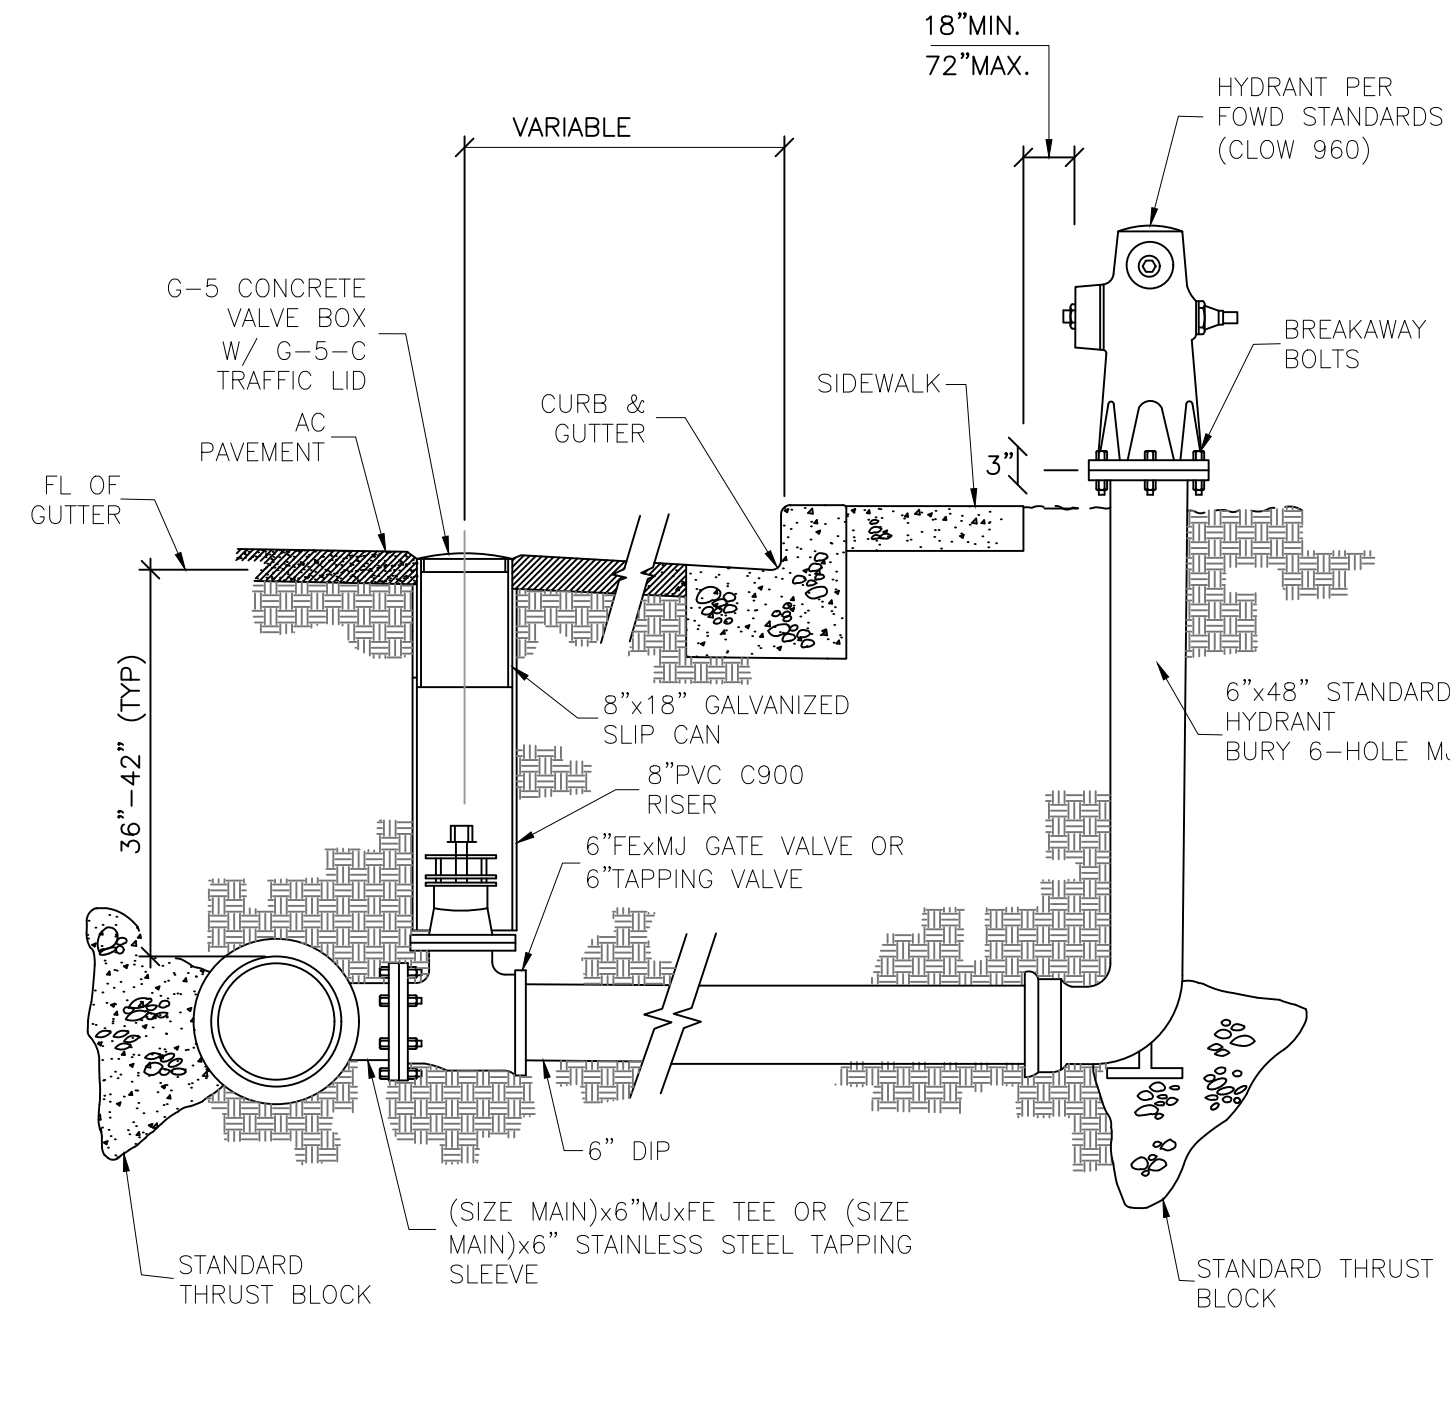 18”MIN.
72”MAX.
HYDRANT PER
FOWD STANDARDS
(CLOW 960)
VARIABLE
G-5 CONCRETE
VALVE BOX
W/ G-5-C
TRAFFIC LID
BREAKAWAY
BOLTS
SIDEWALK
CURB &
GUTTER
AC
PAVEMENT
3”
FL OF
GUTTER
36”-42” (TYP)
8”x18” GALVANIZED
SLIP CAN
6”x48” STANDARD
HYDRANT
BURY 6-HOLE
8”PVC C900
RISER
6”FExMJ GATE VALVE OR
6”TAPPING VALVE
6” DIP
(SIZE MAIN)x6”MJxFE TEE OR (SIZE
MAIN)x6” STAINLESS STEEL TAPPING
SLEEVE
STANDARD
THRUST BLOCK
STANDARD THRUST
BLOCK